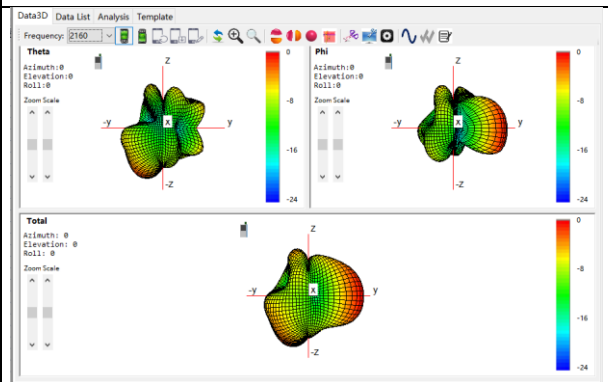 Data3D Data List Analysis Template
Frequency: 2160
Theta
Azimuth:0
Elevation:0
Roll:0
Zoom Scale
Z
-y
x
y
-Z
0
-8
-16
-24
Phi
Azimuth:0
Elevation:0
Roll:0
Zoom Scale
Z
-y
x
y
-Z
0
-8
-16
-24
Total
Azimuth: 0
Elevation: 0
Roll: 0
Zoom Scale
Z
-y
x
y
-Z
0
-8
-16
-24